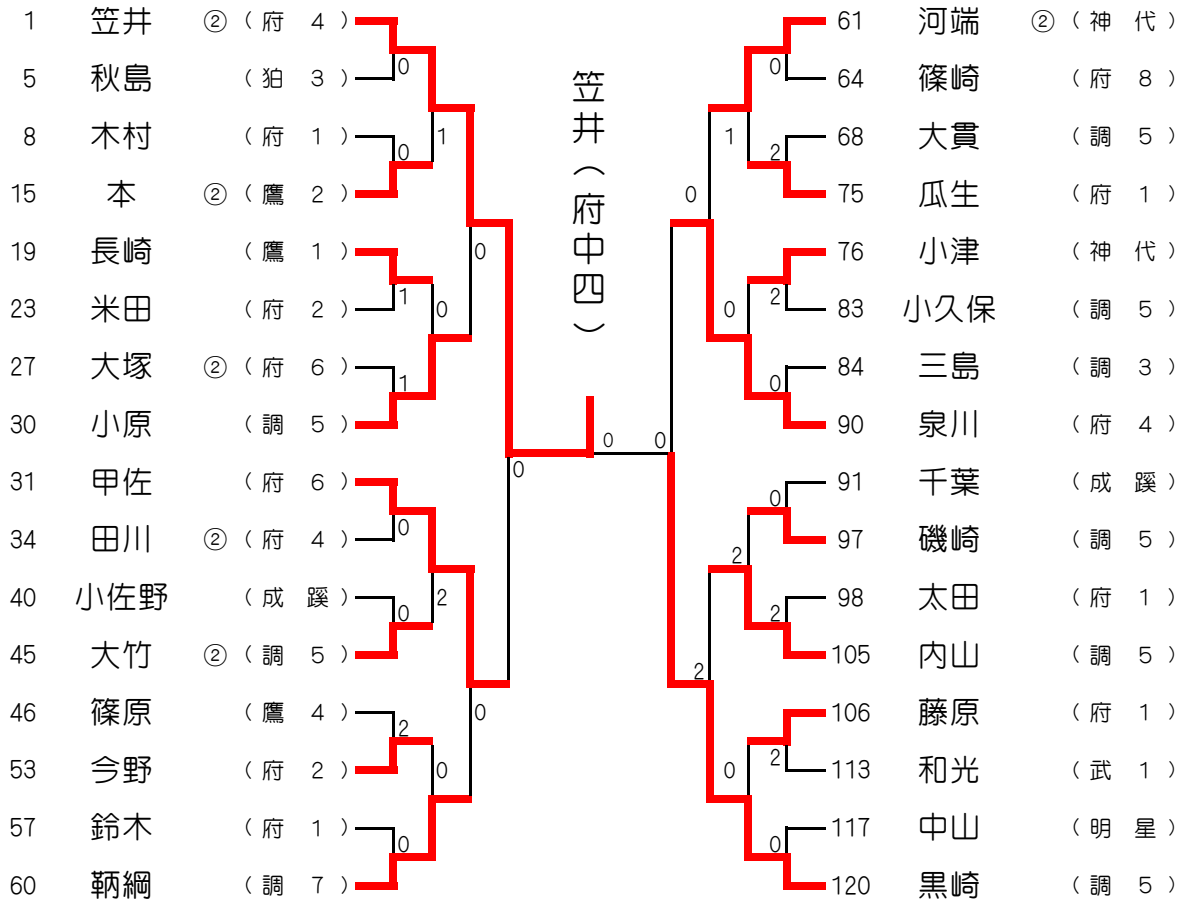 1 笠井 ②（府 4）
5 秋島 （狛 3）
8 木村 （府 1）
15 本 ②（鷹 2）
19 長崎 （鷹 1）
23 米田 （府 2）
27 大塚 ②（府 6）
30 小原 （調 5）
31 甲佐 （府 6）
34 田川 ②（府 4）
40 小佐野 （成 蹊）
45 大竹 ②（調 5）
46 篠原 （鷹 4）
53 今野 （府 2）
57 鈴木 （府 1）
60 鞆綱 （調 7）
0
0
1
1
0
2
0
0
1
0
2
0
0
0
0
笠井（府中四）
0 0
0
2
1
0
2
0
0
2
2
0
0
2
2
0
61 河端 ②（神 代）
64 篠崎 （府 8）
68 大貫 （調 5）
75 瓜生 （府 1）
76 小津 （神 代）
83 小久保 （調 5）
84 三島 （調 3）
90 泉川 （府 4）
91 千葉 （成 蹊）
97 磯崎 （調 5）
98 太田 （府 1）
105 内山 （調 5）
106 藤原 （府 1）
113 和光 （武 1）
117 中山 （明 星）
120 黒崎 （調 5）